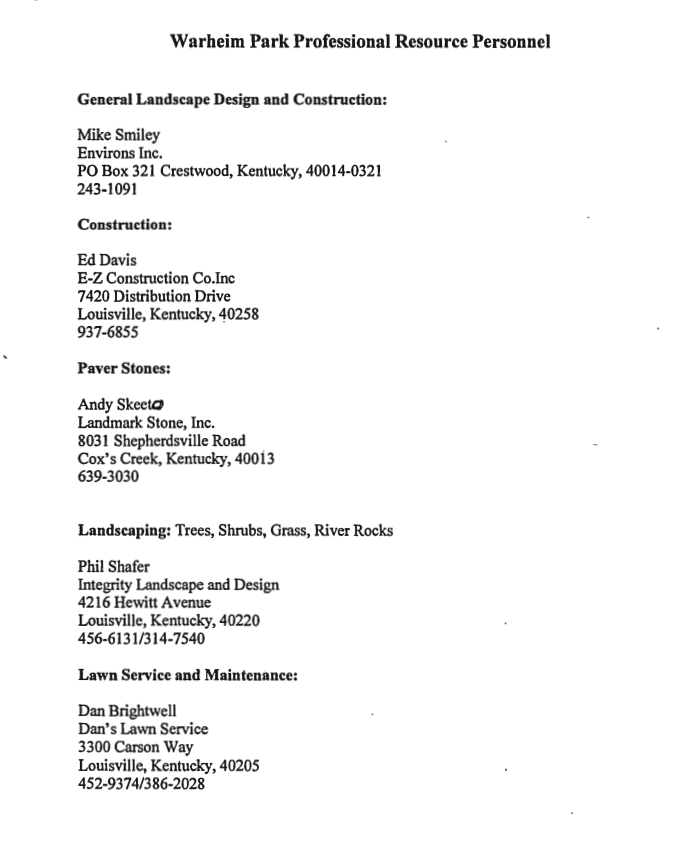 Warheim Park Professional Resource Personnel
General Landscape Design and Construction:
Mike Smiley
Environs Inc.
PO Box 321 Crestwood, Kentucky, 40014-0321
243-1091
Construction:
Ed Davis
E-Z Construction Co.Inc
7420 Distribution Drive
Louisville, Kentucky, 40258
937-6855
Paver Stones:
Andy Skeeto
Landmark Stone, Inc.
8031 Shepherdsville Road
Cox's Creek, Kentucky, 40013
639-3030
Landscaping: Trees, Shrubs, Grass, River Rocks
Phil Shafer
Integrity Landscape and Design
4216 Hewitt Avenue
Louisville, Kentucky, 40220
456-6131/314-7540
Lawn Service and Maintenance:
Dan Brightwell
Dan's Lawn Service
3300 Carson Way
Louisville, Kentucky, 40205
452-9374/386-2028